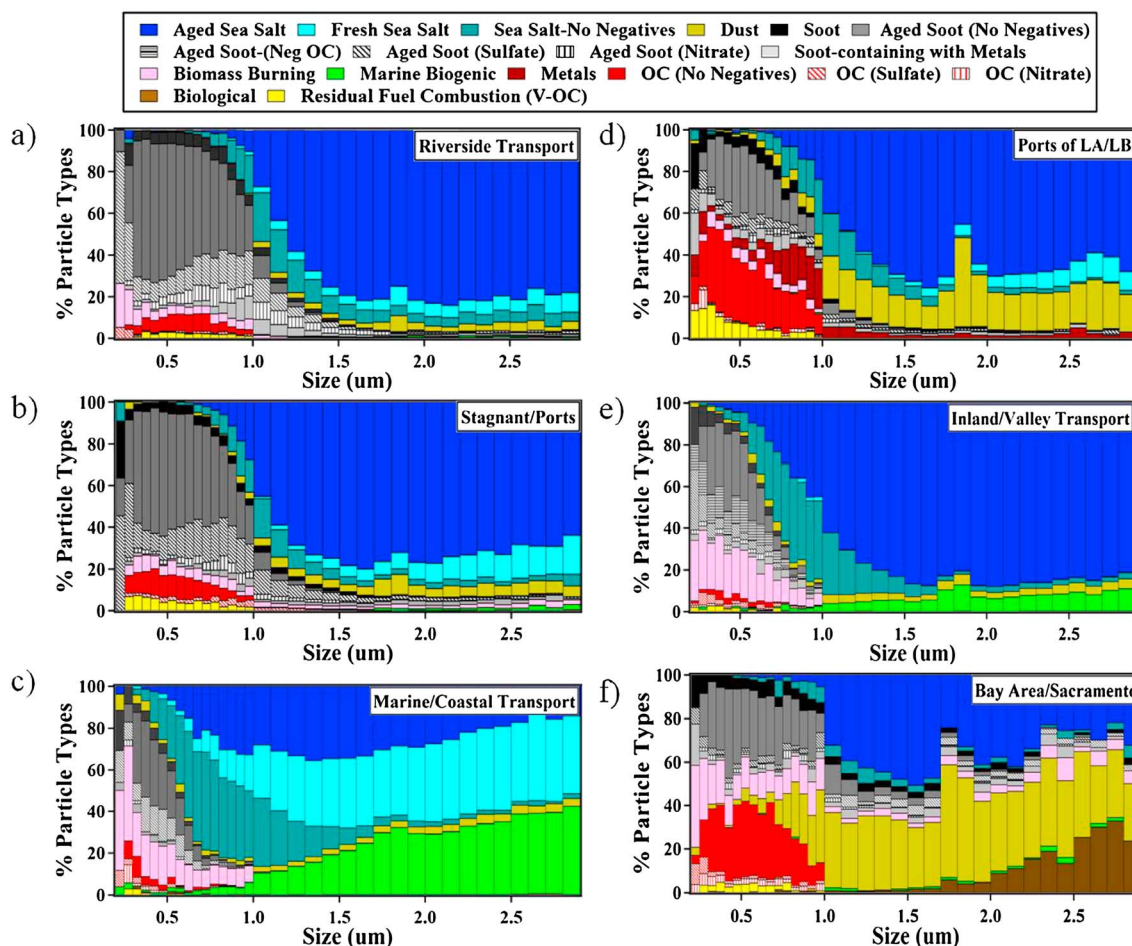 Aged Sea Salt Fresh Sea Salt Sea Salt-No Negatives Dust Soot Aged Soot (No Negatives)
Aged Soot-(Neg OC) Aged Soot (Sulfate) Aged Soot (Nitrate) Soot-containing with Metals
Biomass Burning Marine Biogenic Metals OC (No Negatives) OC (Sulfate) OC (Nitrate)
Biological Residual Fuel Combustion (V-OC)
a)
Riverside Transport
% Particle Types
100
80
60
40
20
0
0.5 1.0 1.5 2.0 2.5
Size (um)
b)
Stagnant/Ports
% Particle Types
100
80
60
40
20
0
0.5 1.0 1.5 2.0 2.5
Size (um)
c)
Marine/Coastal Transport
% Particle Types
100
80
60
40
20
0
0.5 1.0 1.5 2.0 2.5
Size (um)
d)
Ports of LA/LB
% Particle Types
100
80
60
40
20
0
0.5 1.0 1.5 2.0 2.5
Size (um)
e)
Inland/Valley Transport
% Particle Types
100
80
60
40
20
0
0.5 1.0 1.5 2.0 2.5
Size (um)
f)
Bay Area/Sacramento
% Particle Types
100
80
60
40
20
0
0.5 1.0 1.5 2.0 2.5
Size (um)